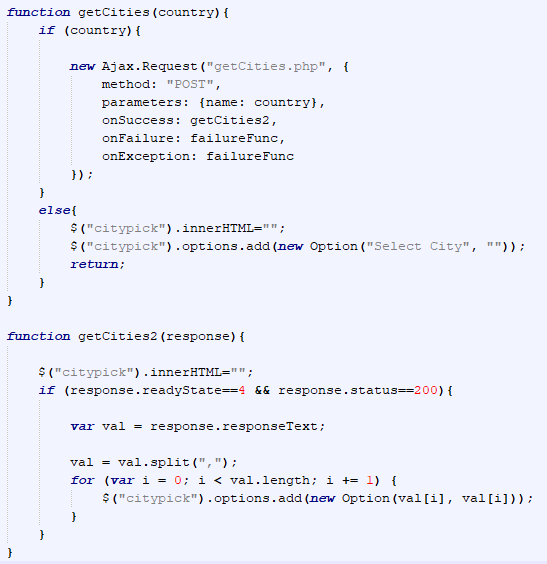 function getCities(country){
if (country){
new Ajax.Request("getCities.php", {
method: "POST",
parameters: {name: country},
onSuccess: getCities2,
onFailure: failureFunc,
onException: failureFunc
});
}
else{
$("citypick").innerHTML="";
$("citypick").options.add(new Option("Select City", ""));
return;
}
}
function getCities2(response){
$("citypick").innerHTML="";
if (response.readyState==4 && response.status==200){
var val = response.responseText;
val = val.split(",");
for (var i = 0; i < val.length; i += 1) {
$("citypick").options.add(new Option(val[i], val[i]));
}
}
}